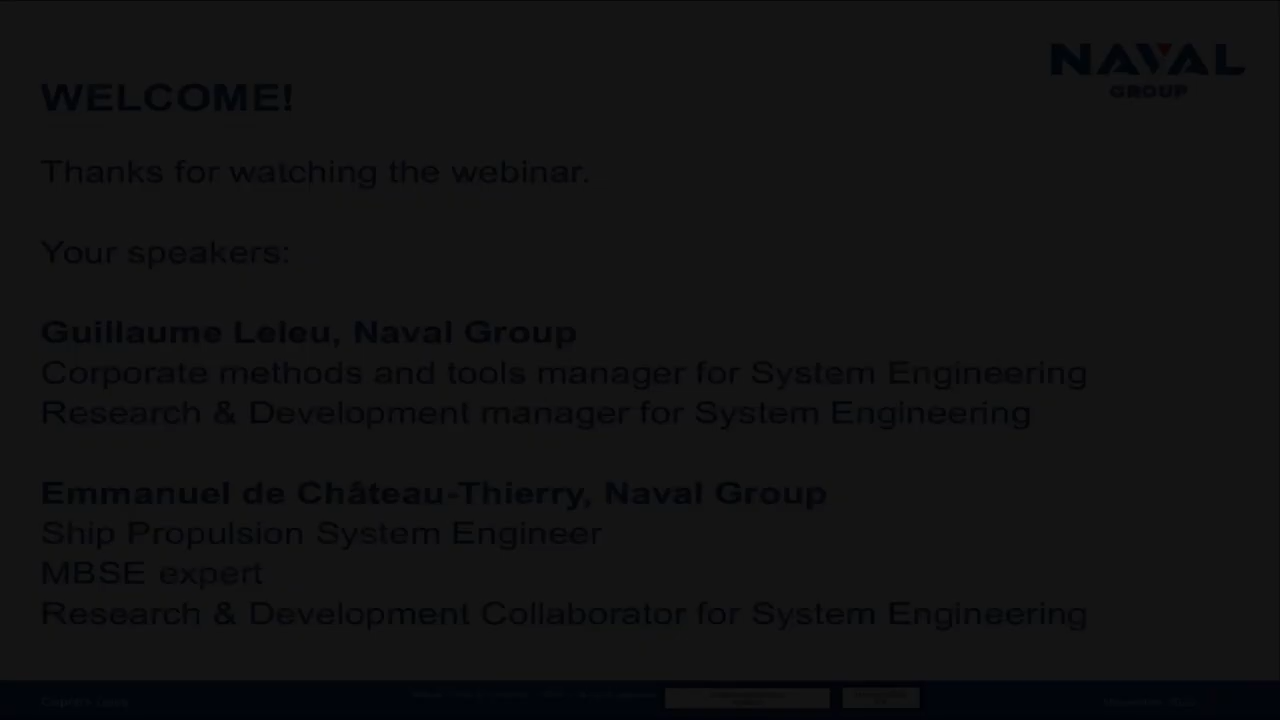 NAVAL
GROUP
WELCOME!
Thanks for watching the webinar.
Your speakers:
Guillaume Leleu, Naval Group
Corporate methods and tools manager for System Engineering
Research & Development manager for System Engineering
Emmanuel de Château-Thierry, Naval Group
Ship Propulsion System Engineer
MBSE expert
Research & Development Collaborator for System Engineering